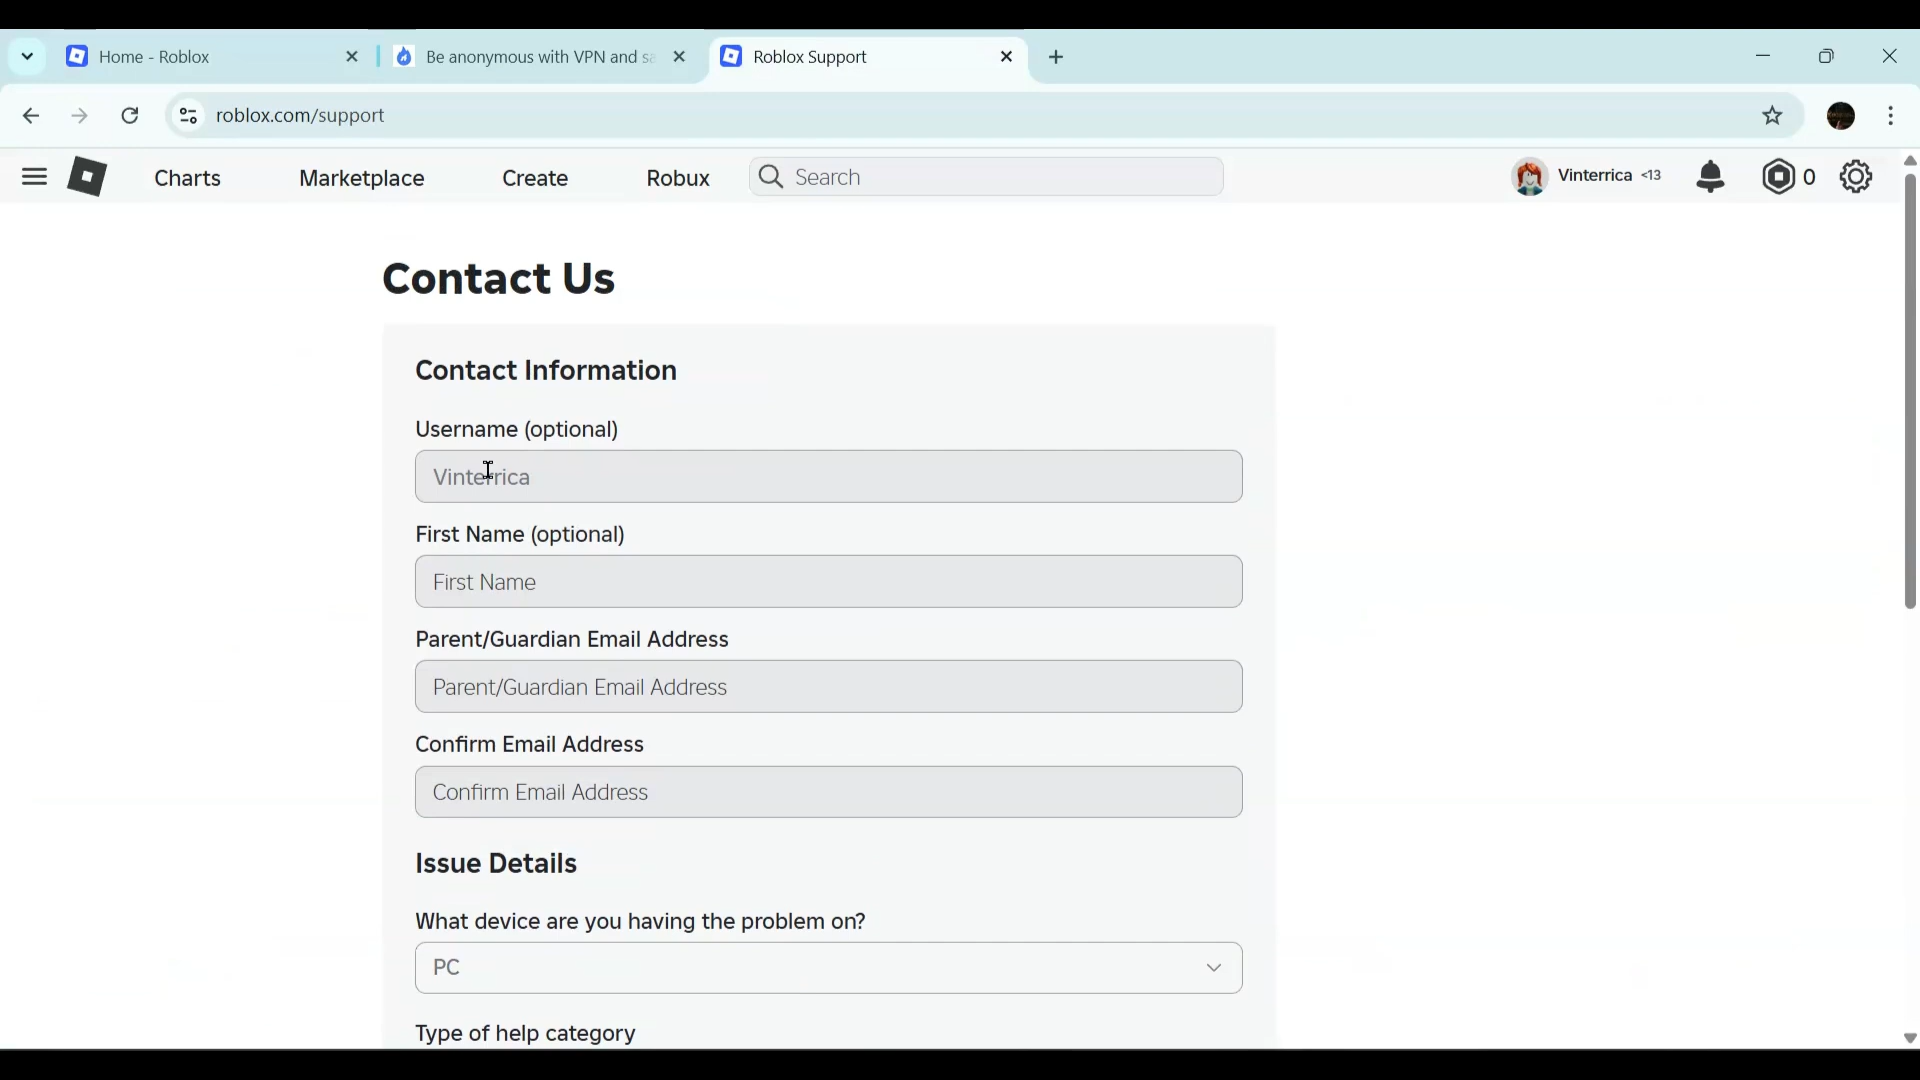 Home - Roblox
Be anonymous with VPN and sa
Roblox Support
roblox.com/support
Charts
Marketplace
Create
Robux
Search
Vinterrica <13
0
Contact Us
Contact Information
Username (optional)
Vinterrica
First Name (optional)
First Name
Parent/Guardian Email Address
Parent/Guardian Email Address
Confirm Email Address
Confirm Email Address
Issue Details
What device are you having the problem on?
PC
Type of help category